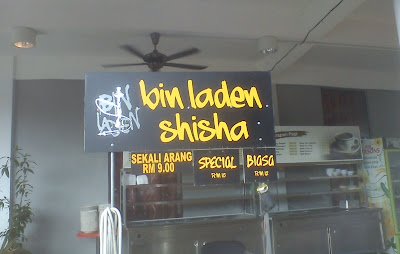 BIN
LADEN
bin laden
shisha
SEKALI ARANG
RM 9.00
SPECIAL
BIASA